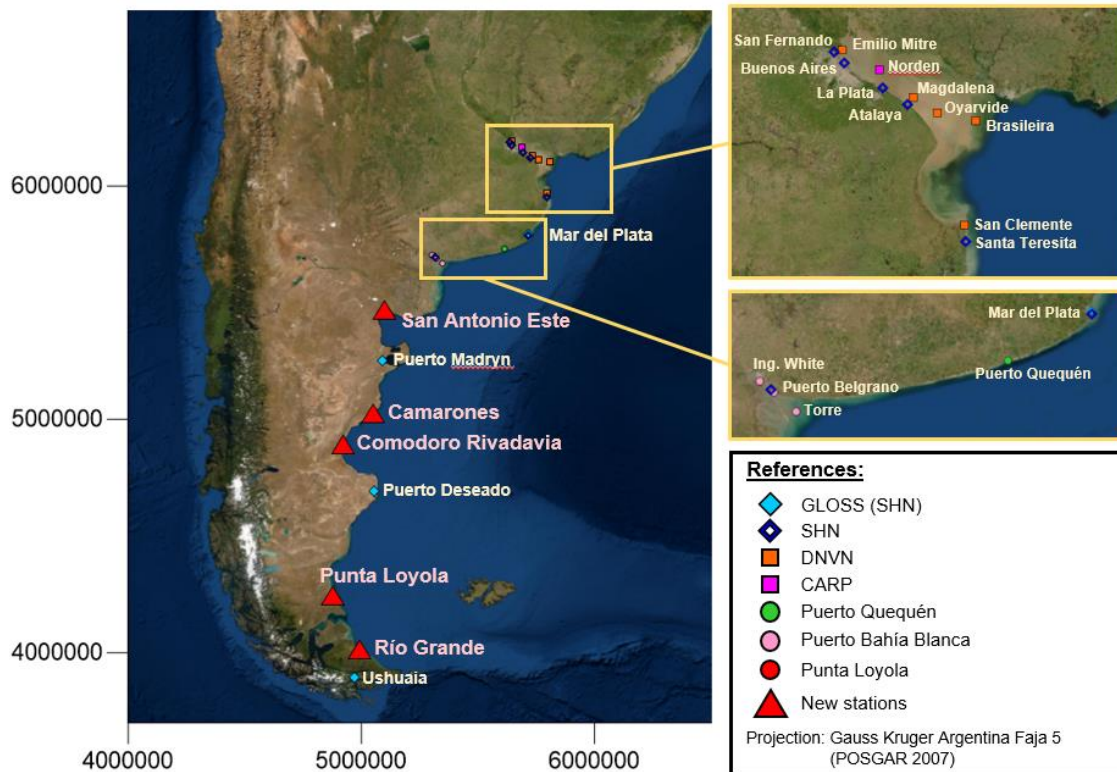 6000000
5000000
4000000
4000000
5000000
6000000
Mar del Plata
San Antonio Este
Puerto Madryn
Camarones
Comodoro Rivadavia
Puerto Deseado
Punta Loyola
Río Grande
Ushuaia
San Fernando
Emilio Mitre
Buenos Aires
Norden
La Plata
Magdalena
Atalaya
Oyarvide
Brasileira
San Clemente
Santa Teresita
Mar del Plata
Ing. White
Puerto Quequén
Puerto Belgrano
Torre
References:
GLOSS (SHN)
SHN
DNVN
CARP
Puerto Quequén
Puerto Bahía Blanca
Punta Loyola
New stations
Projection: Gauss Kruger Argentina Faja 5
(POSGAR 2007)